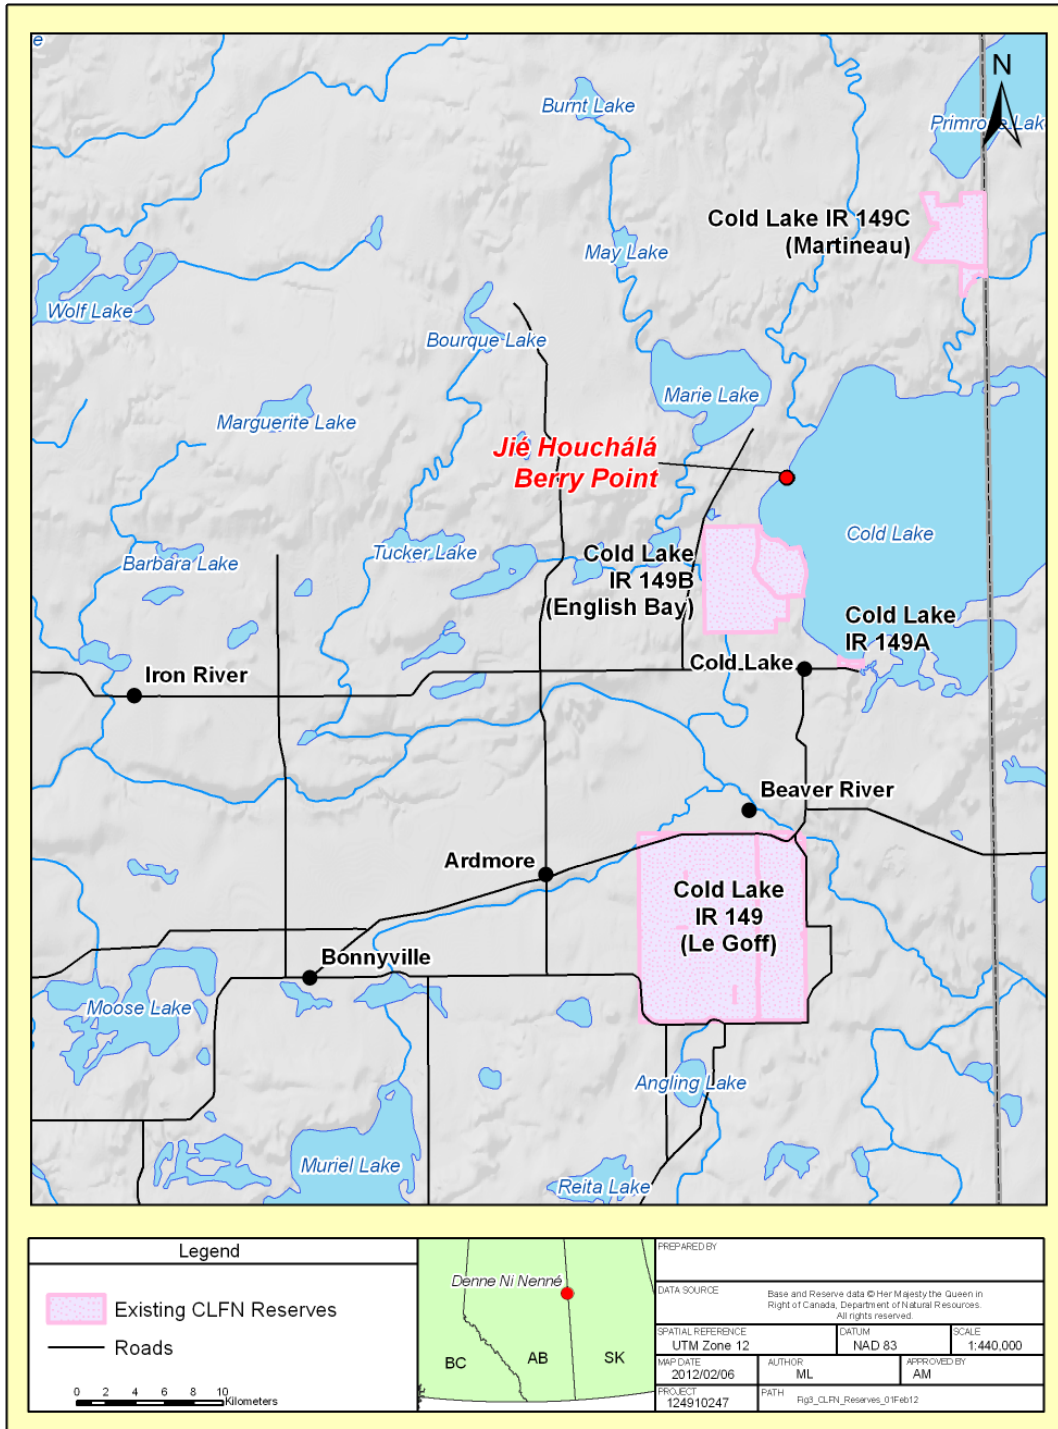 e
N
Burnt Lake
Primrose Lake
Cold Lake IR 149C
(Martineau)
May Lake
Wolf Lake
Bourque Lake
Marie Lake
Marguerite Lake
Jié Houchálá
Berry Point
Cold Lake
Tucker Lake
Barbara Lake
Cold Lake
IR 149B
(English Bay)
Cold Lake
IR 149A
Cold Lake
Iron River
Beaver River
Ardmore
Cold Lake
IR 149
(Le Goff)
Bonnyville
Moose Lake
Angling Lake
Muriel Lake
Reita Lake
Legend
Existing CLFN Reserves
Roads
0 2 4 6 8 10
Kilometers
Denne Ni Nenné
BC
AB
SK
PREPARED BY
DATA SOURCE
Base and Reserve data © Her Majesty the Queen in
Right of Canada, Department of Natural Resources.
All rights reserved.
SPATIAL REFERENCE
UTM Zone 12
DATUM
NAD 83
SCALE
1:440,000
MAP DATE
2012/02/06
AUTHOR
ML
APPROVED BY
AM
PROJECT
124910247
PATH
Fig3_CLFN_Reserves_01Feb12